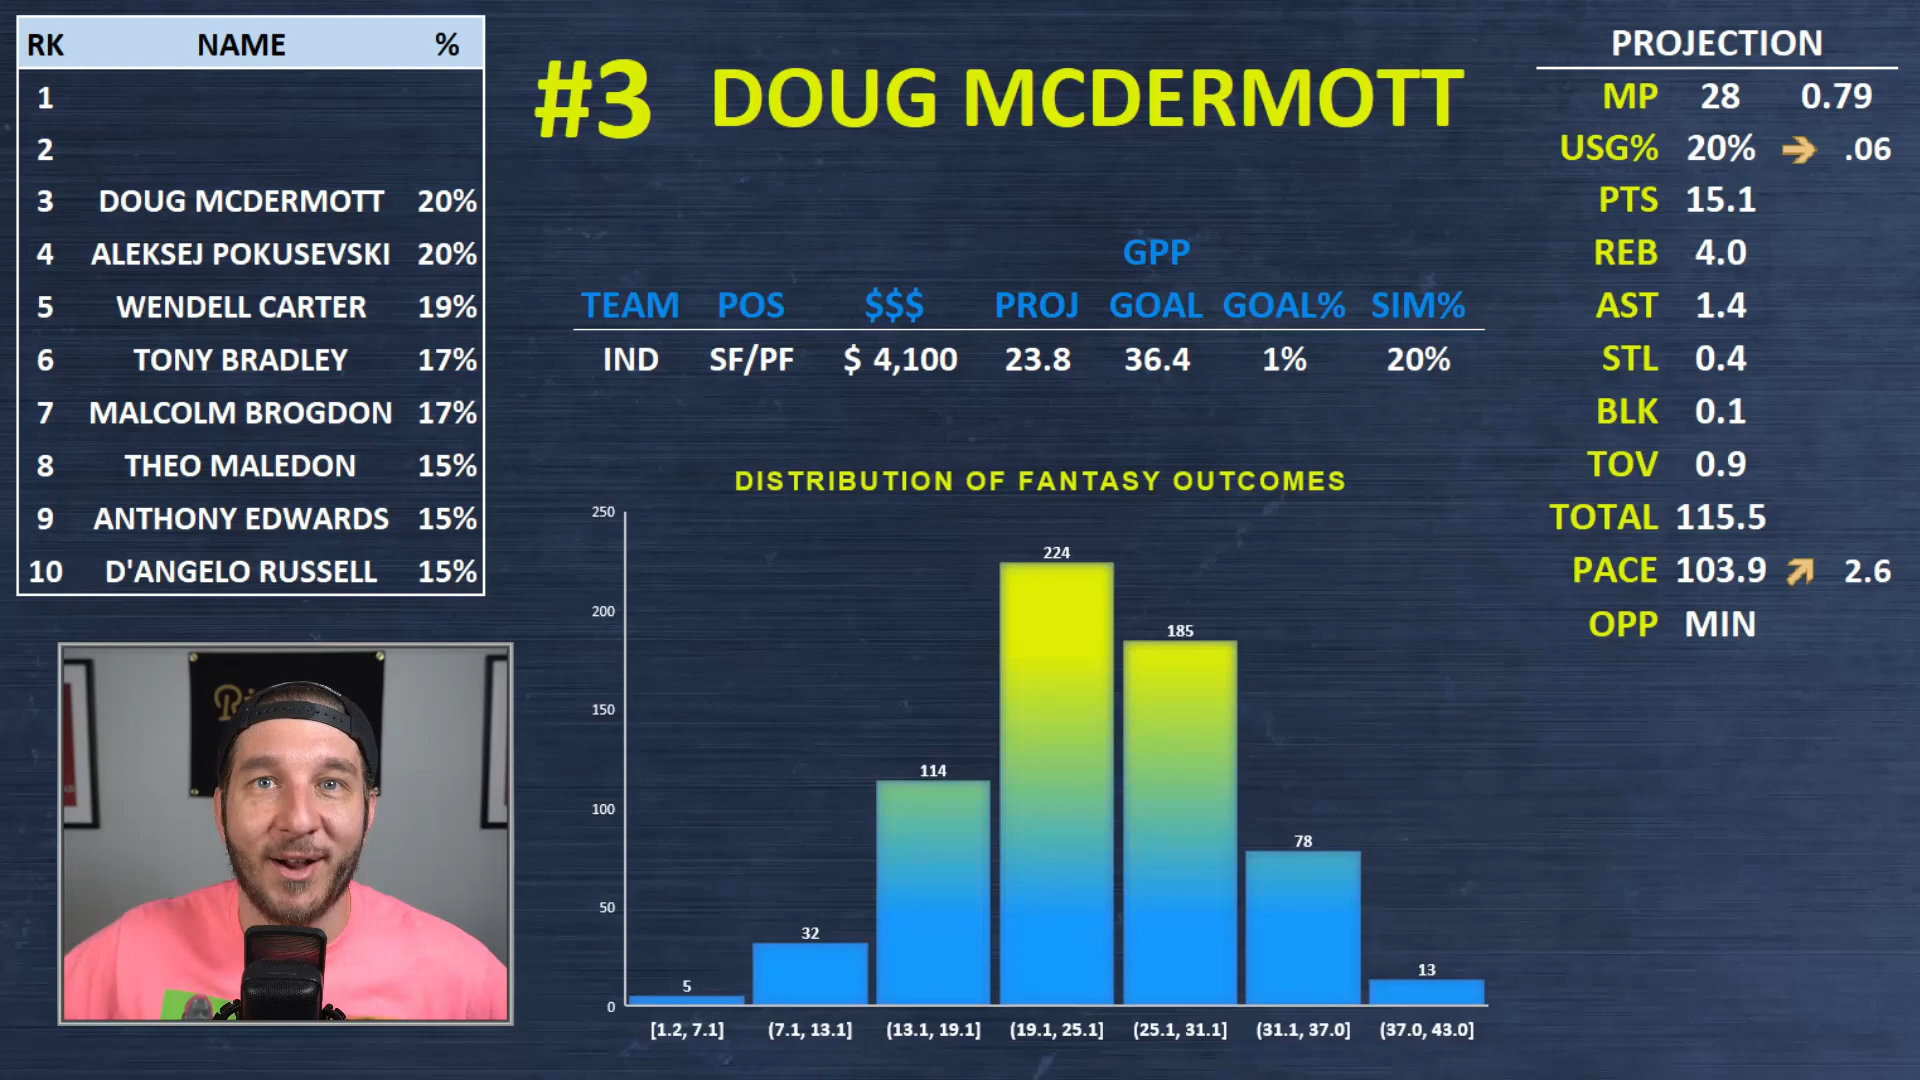 RK NAME %
1
2
3 DOUG MCDERMOTT 20%
4 ALEKSEJ POKUSEVSKI 20%
5 WENDELL CARTER 19%
6 TONY BRADLEY 17%
7 MALCOLM BROGDON 17%
8 THEO MALEDON 15%
9 ANTHONY EDWARDS 15%
10 D'ANGELO RUSSELL 15%
#3 DOUG MCDERMOTT
GPP
TEAM POS $$$ PROJ GOAL GOAL% SIM%
IND SF/PF $ 4,100 23.8 36.4 1% 20%
DISTRIBUTION OF FANTASY OUTCOMES
250
200
150
100
50
0
5 32 114 224 185 78 13
[1.2, 7.1] (7.1, 13.1] (13.1, 19.1] (19.1, 25.1] (25.1, 31.1] (31.1, 37.0] (37.0, 43.0]
PROJECTION
MP 28 0.79
USG% 20% .06
PTS 15.1
REB 4.0
AST 1.4
STL 0.4
BLK 0.1
TOV 0.9
TOTAL 115.5
PACE 103.9 2.6
OPP MIN